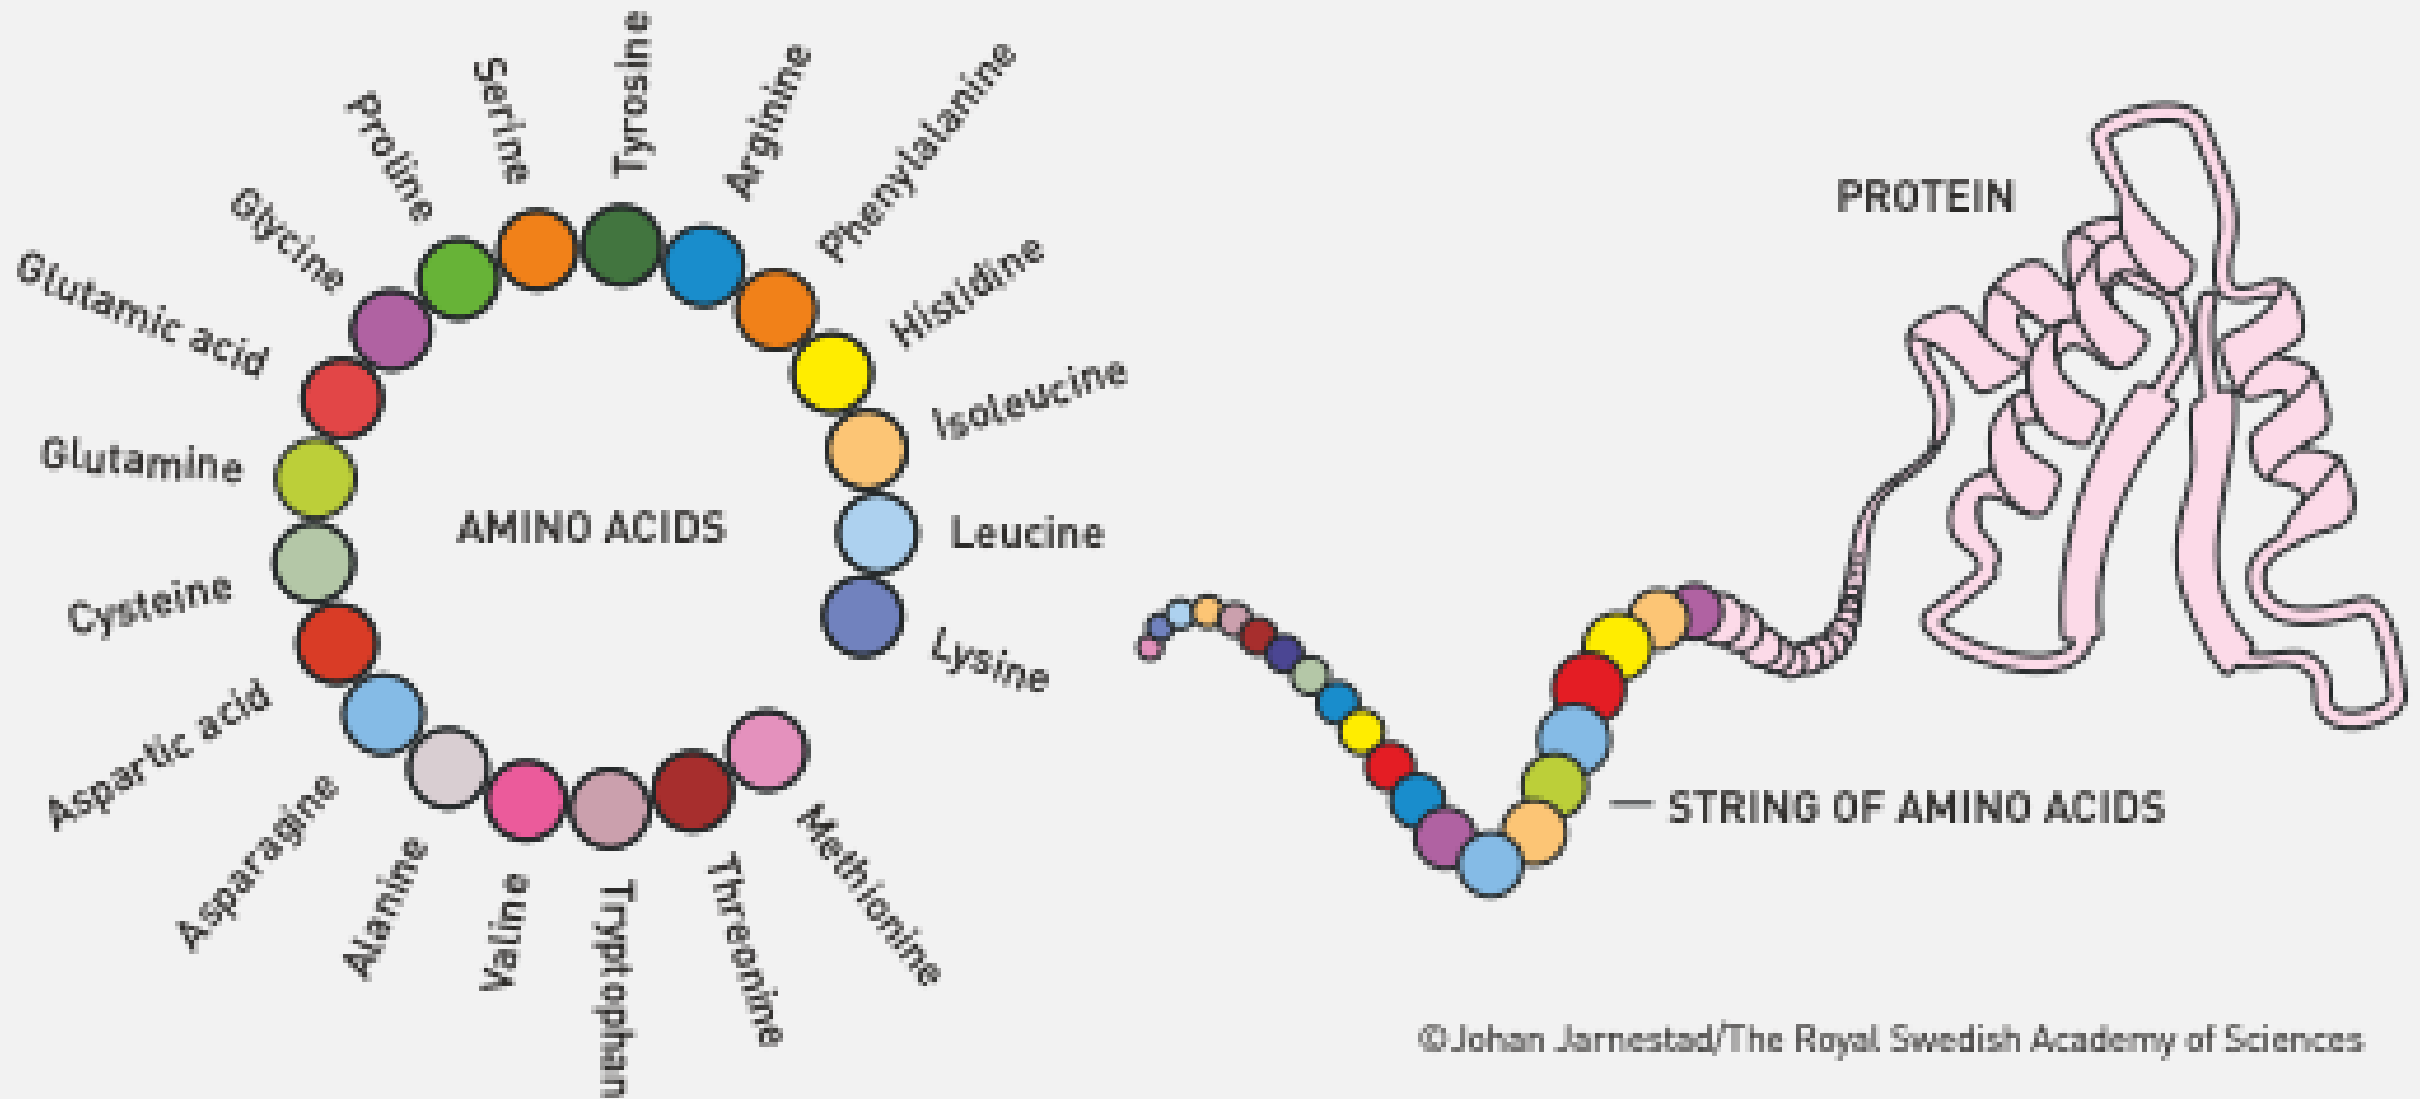 Serine
Tyrosine
Arginine
Phenylalanine
Proline
Glycine
Histidine
Glutamic acid
Isoleucine
Glutamine
AMINO ACIDS
Leucine
Cysteine
Lysine
Aspartic acid
Asparagine
Alanine
Valine
Tryptophan
Threonine
Methionine
PROTEIN
STRING OF AMINO ACIDS
©Johan Jarnestad/The Royal Swedish Academy of Sciences